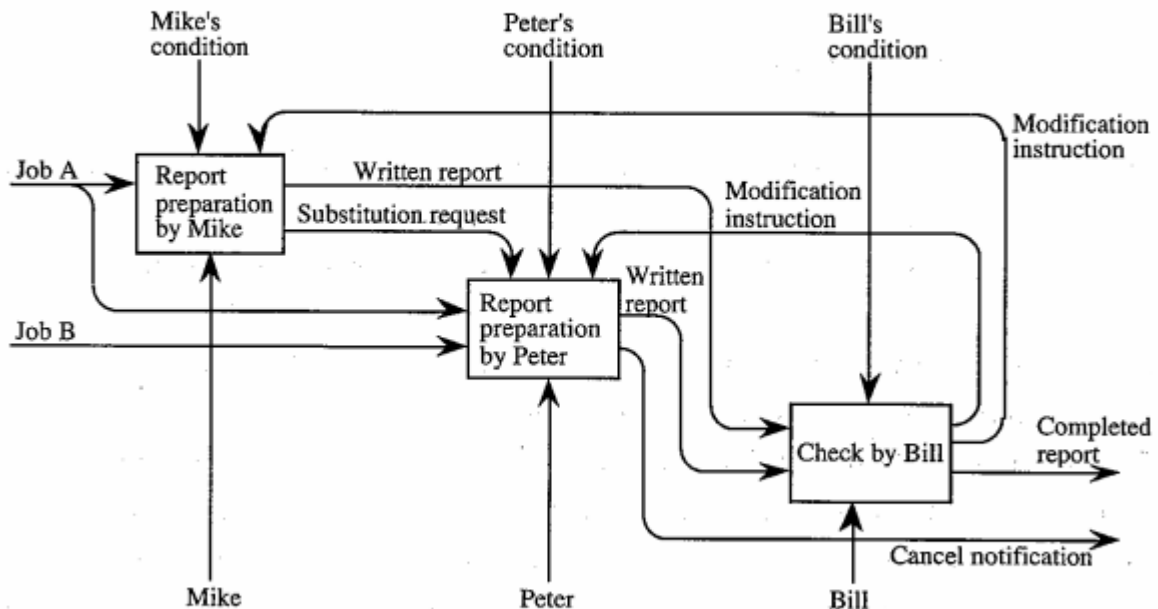 Mike's
condition
Peter's
condition
Bill's
condition
Modification
instruction
Job A
Report
preparation
by Mike
Written report
Substitution request
Modification
instruction
Written
report
Report
preparation
by Peter
Job B
Check by Bill
Completed
report
Cancel notification
Mike
Peter
Bill